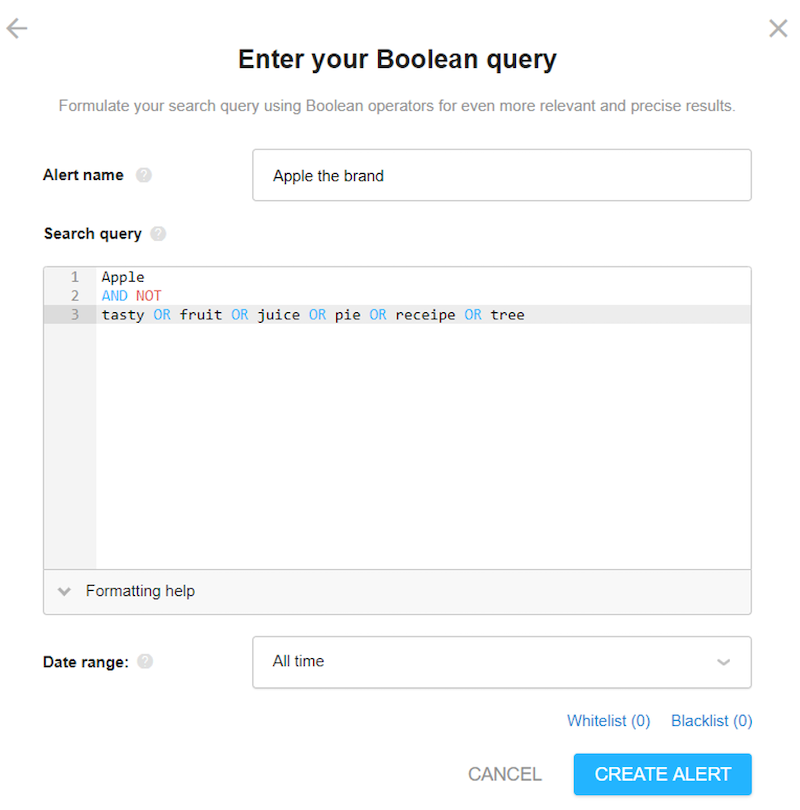 Enter your Boolean query
Formulate your search query using Boolean operators for even more relevant and precise results.
Alert name ?
Apple the brand
Search query ?
1 Apple
2 AND NOT
3 tasty OR fruit OR juice OR pie OR receipe OR tree
Formatting help
Date range: ?
All time
Whitelist (0) Blacklist (0)
CANCEL CREATE ALERT